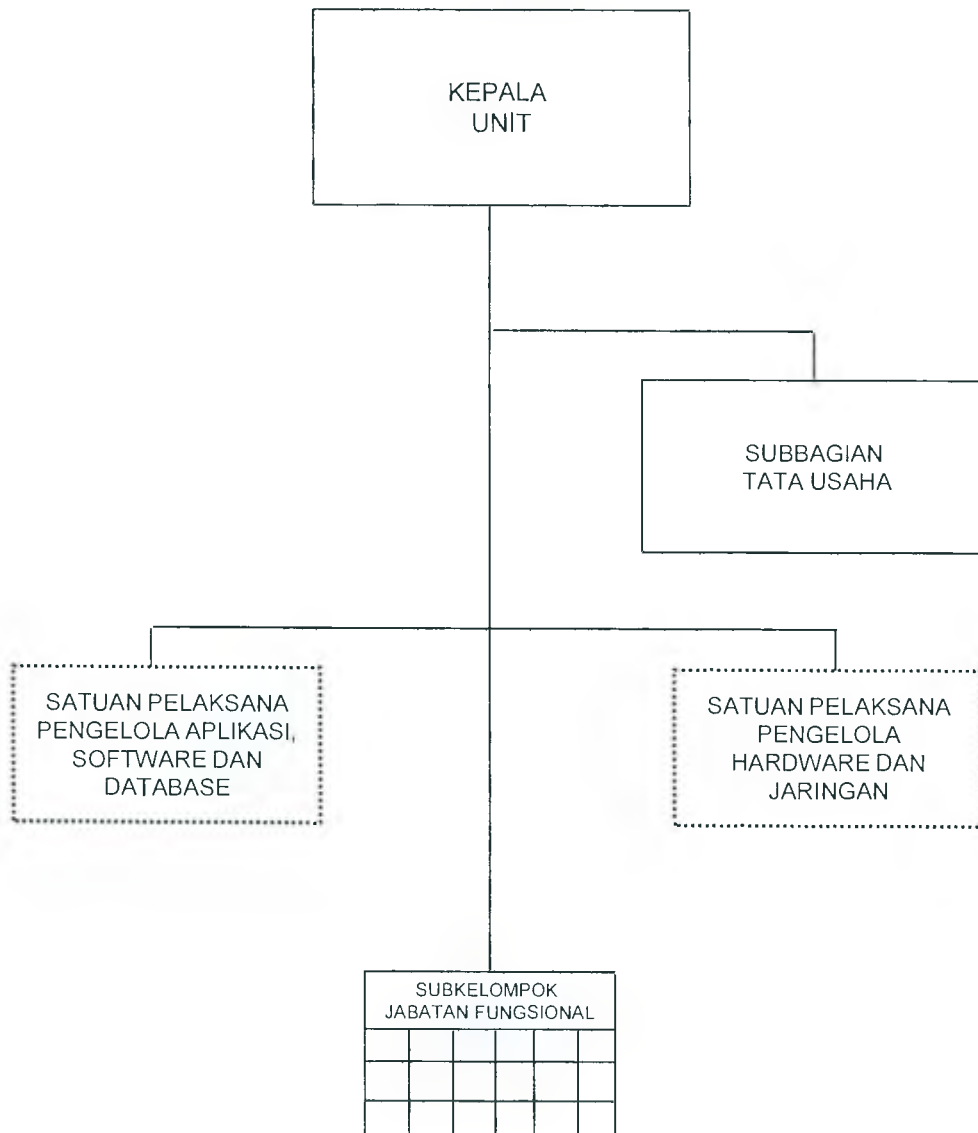 KEPALA
UNIT
SUBBAGIAN
TATA USAHA
SATUAN PELAKSANA
PENGELOLA APLIKASI,
SOFTWARE DAN
DATABASE
SATUAN PELAKSANA
PENGELOLA
HARDWARE DAN
JARINGAN
SUBKELOMPOK
JABATAN FUNGSIONAL